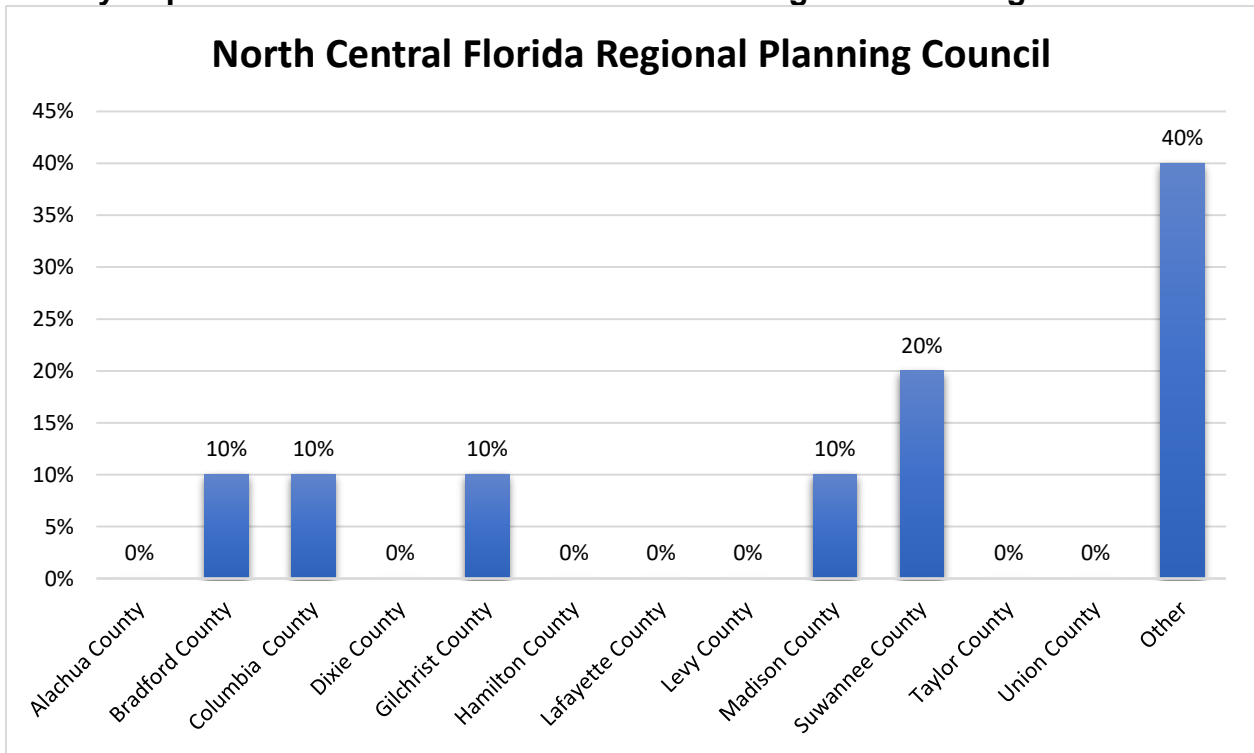 North Central Florida Regional Planning Council
45%
40%
35%
30%
25%
20%
15%
10%
5%
0%
0%
10%
10%
0%
10%
0%
0%
0%
10%
20%
0%
0%
40%
Alachua County
Bradford County
Columbia County
Dixie County
Gilchrist County
Hamilton County
Lafayette County
Levy County
Madison County
Suwannee County
Taylor County
Union County
Other